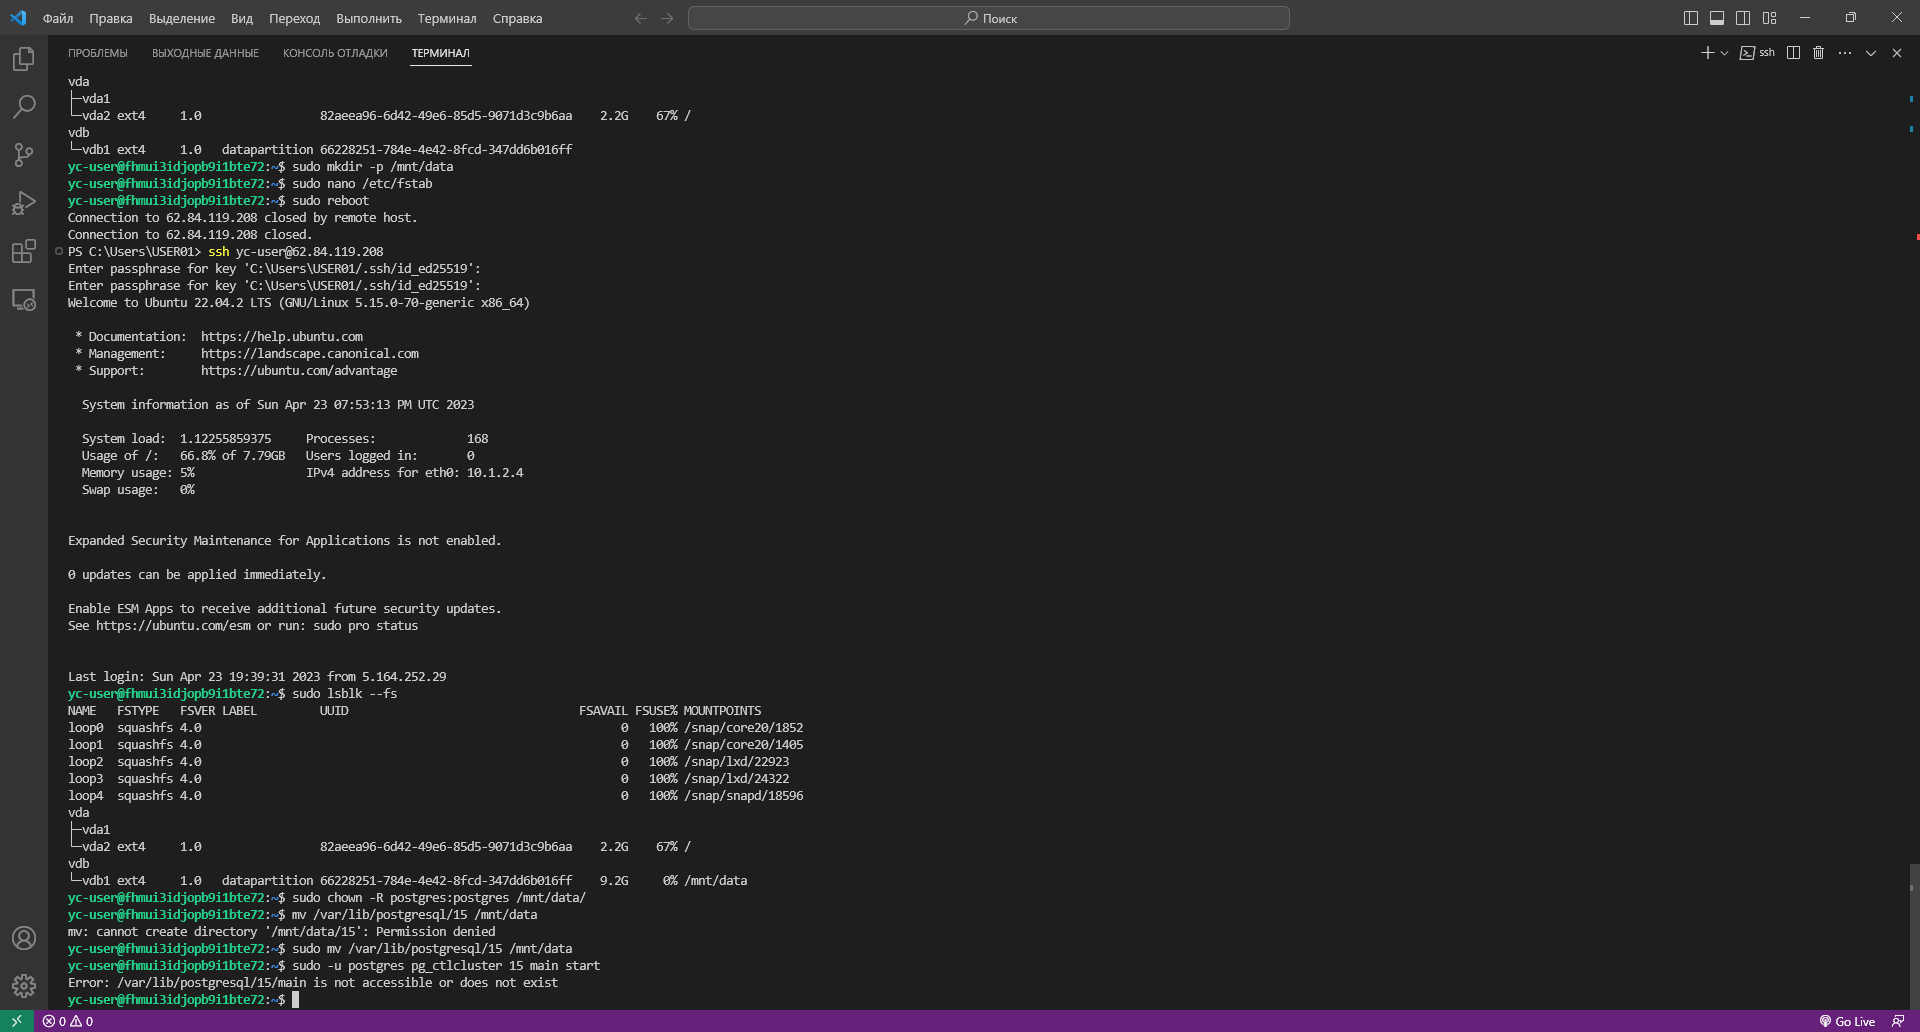 Файл Правка Выделение Вид Переход Выполнить Терминал Справка
Поиск
ПРОБЛЕМЫ ВЫХОДНЫЕ ДАННЫЕ КОНСОЛЬ ОТЛАДКИ ТЕРМИНАЛ
ssh
vda
├─vda1
└─vda2 ext4     1.0                 82aeea96-6d42-49e6-85d5-9071d3c9b6aa    2.2G    67% /
vdb
└─vdb1 ext4     1.0   datapartition 66228251-784e-4e42-8fcd-347dd6b016ff
yc-user@fhmui3idjopb9i1bte72:~$ sudo mkdir -p /mnt/data
yc-user@fhmui3idjopb9i1bte72:~$ sudo nano /etc/fstab
yc-user@fhmui3idjopb9i1bte72:~$ sudo reboot
Connection to 62.84.119.208 closed by remote host.
Connection to 62.84.119.208 closed.
PS C:\Users\USER01> ssh yc-user@62.84.119.208
Enter passphrase for key 'C:\Users\USER01/.ssh/id_ed25519':
Enter passphrase for key 'C:\Users\USER01/.ssh/id_ed25519':
Welcome to Ubuntu 22.04.2 LTS (GNU/Linux 5.15.0-70-generic x86_64)
* Documentation:  https://help.ubuntu.com
* Management:     https://landscape.canonical.com
* Support:        https://ubuntu.com/advantage
System information as of Sun Apr 23 07:53:13 PM UTC 2023
System load:  1.12255859375     Processes:             168
Usage of /:   66.8% of 7.79GB   Users logged in:       0
Memory usage: 5%                IPv4 address for eth0: 10.1.2.4
Swap usage:   0%
Expanded Security Maintenance for Applications is not enabled.
0 updates can be applied immediately.
Enable ESM Apps to receive additional future security updates.
See https://ubuntu.com/esm or run: sudo pro status
Last login: Sun Apr 23 19:39:31 2023 from 5.164.252.29
yc-user@fhmui3idjopb9i1bte72:~$ sudo lsblk --fs
NAME   FSTYPE   FSVER LABEL         UUID                                 FSAVAIL FSUSE% MOUNTPOINTS
loop0  squashfs 4.0                                                            0   100% /snap/core20/1852
loop1  squashfs 4.0                                                            0   100% /snap/core20/1405
loop2  squashfs 4.0                                                            0   100% /snap/lxd/22923
loop3  squashfs 4.0                                                            0   100% /snap/lxd/24322
loop4  squashfs 4.0                                                            0   100% /snap/snapd/18596
vda
├─vda1
└─vda2 ext4     1.0                 82aeea96-6d42-49e6-85d5-9071d3c9b6aa    2.2G    67% /
vdb
└─vdb1 ext4     1.0   datapartition 66228251-784e-4e42-8fcd-347dd6b016ff    9.2G     0% /mnt/data
yc-user@fhmui3idjopb9i1bte72:~$ sudo chown -R postgres:postgres /mnt/data/
yc-user@fhmui3idjopb9i1bte72:~$ mv /var/lib/postgresql/15 /mnt/data
mv: cannot create directory '/mnt/data/15': Permission denied
yc-user@fhmui3idjopb9i1bte72:~$ sudo mv /var/lib/postgresql/15 /mnt/data
yc-user@fhmui3idjopb9i1bte72:~$ sudo -u postgres pg_ctlcluster 15 main start
Error: /var/lib/postgresql/15/main is not accessible or does not exist
yc-user@fhmui3idjopb9i1bte72:~$
0 0 Go Live